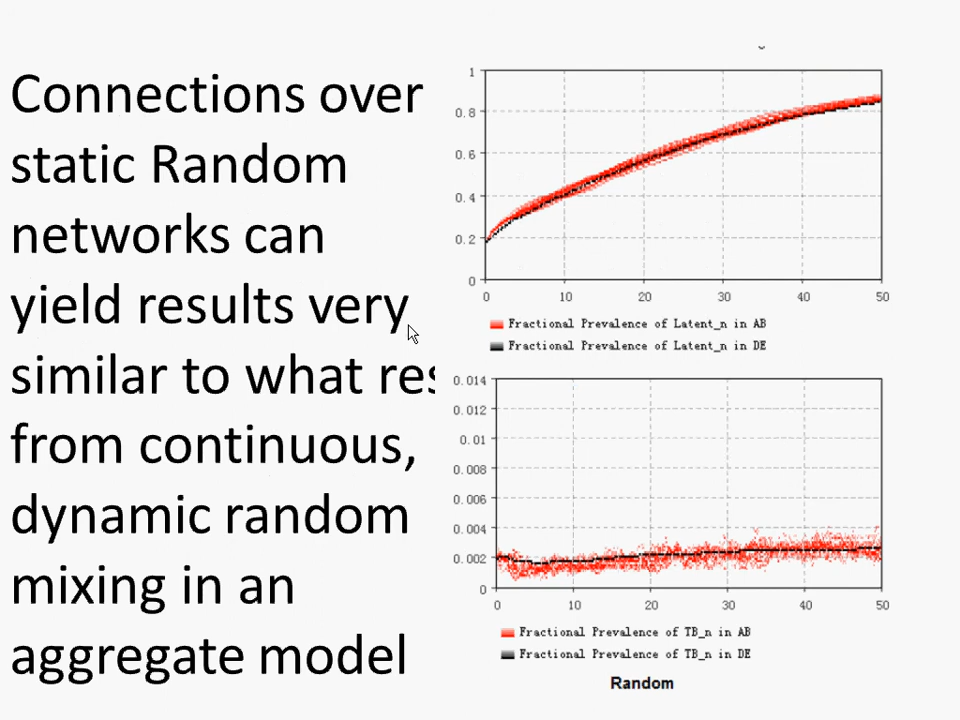 Connections over
static Random
networks can
yield results very
similar to what res
from continuous,
dynamic random
mixing in an
aggregate model
1
0.8
0.6
0.4
0.2
0
0 10 20 30 40 50
Fractional Prevalence of Latent_n in AB
Fractional Prevalence of Latent_n in DE
0.014
0.012
0.01
0.008
0.006
0.004
0.002
0
0 10 20 30 40 50
Fractional Prevalence of TB_n in AB
Fractional Prevalence of TB_n in DE
Random